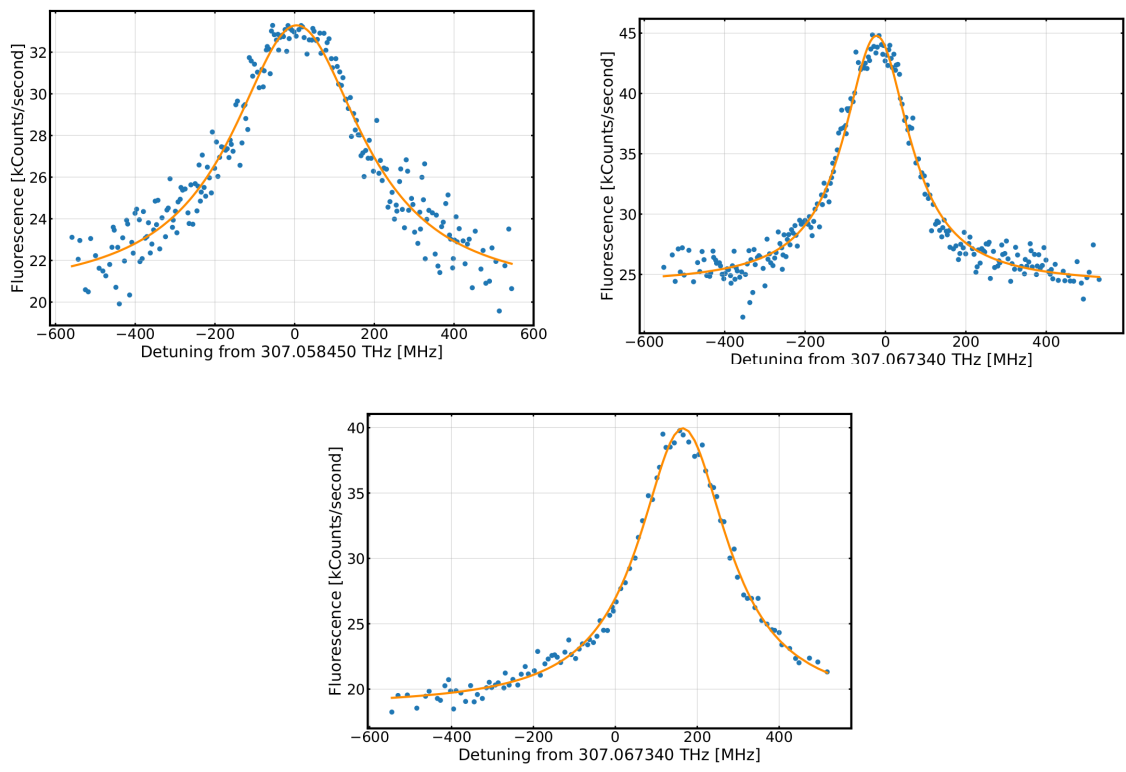 Fluorescence [kCounts/second]
32
30
28
26
24
22
20
−600 −400 −200 0 200 400 600
Detuning from 307.058450 THz [MHz]
Fluorescence [kCounts/second]
45
40
35
30
25
−600 −400 −200 0 200 400
Detuning from 307.067340 THz [MHz]
Fluorescence [kCounts/second]
40
35
30
25
20
−600 −400 −200 0 200 400
Detuning from 307.067340 THz [MHz]